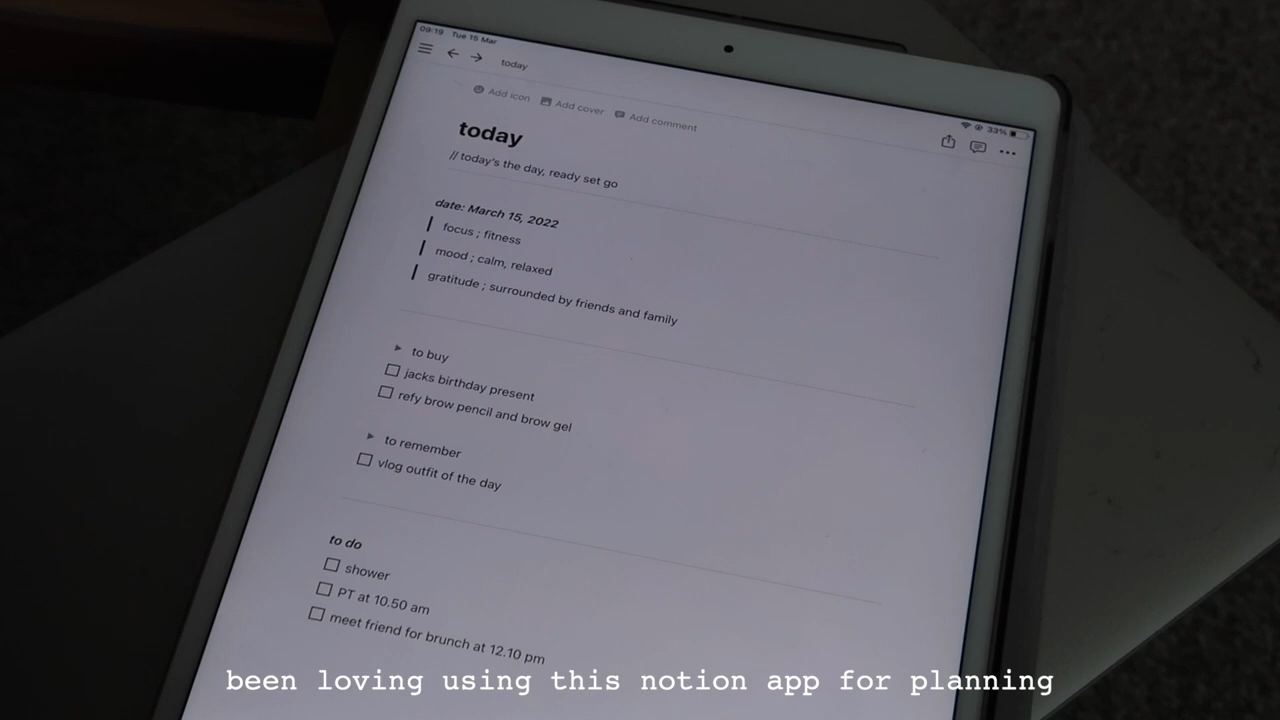 09:19 Tue 15 Mar
33%
today
Add icon Add cover Add comment
today
// today's the day, ready set go
date: March 15, 2022
focus ; fitness
mood ; calm, relaxed
gratitude ; surrounded by friends and family
to buy
jacks birthday present
refy brow pencil and brow gel
to remember
vlog outfit of the day
to do
shower
PT at 10.50 am
meet friend for brunch at 12.10 pm
been loving using this notion app for planning